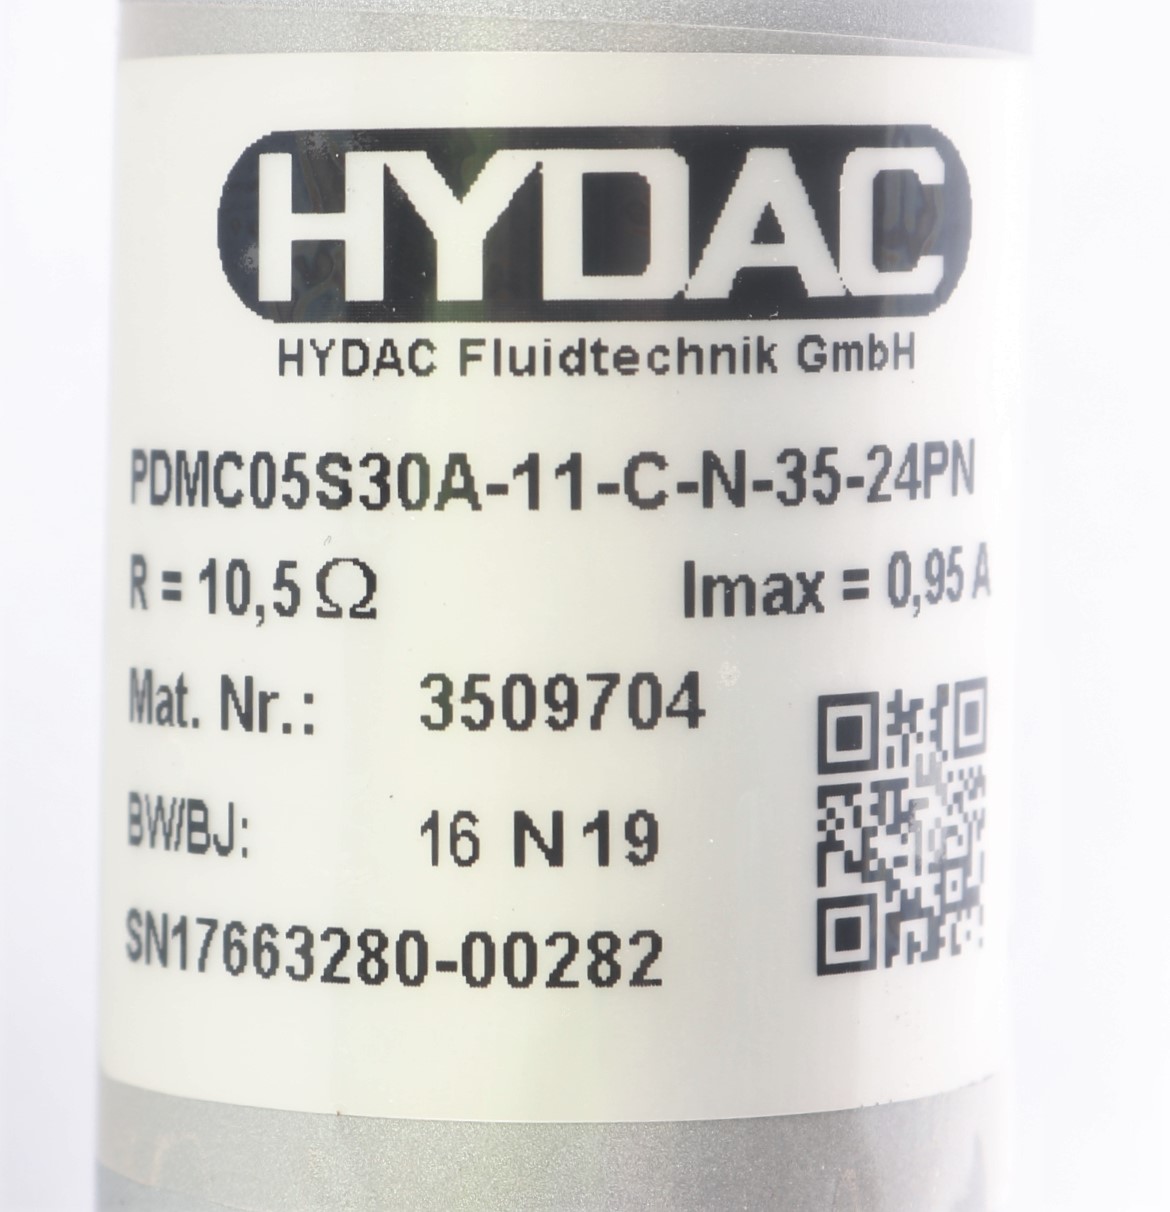 HYDAC
HYDAC Fluidtechnik GmbH
PDMC05S30A-11-C-N-35-24PN
R = 10,5 Ω Imax = 0,95 A
Mat. Nr.: 3509704
BW/BJ: 16 N 19
SN17663280-00282